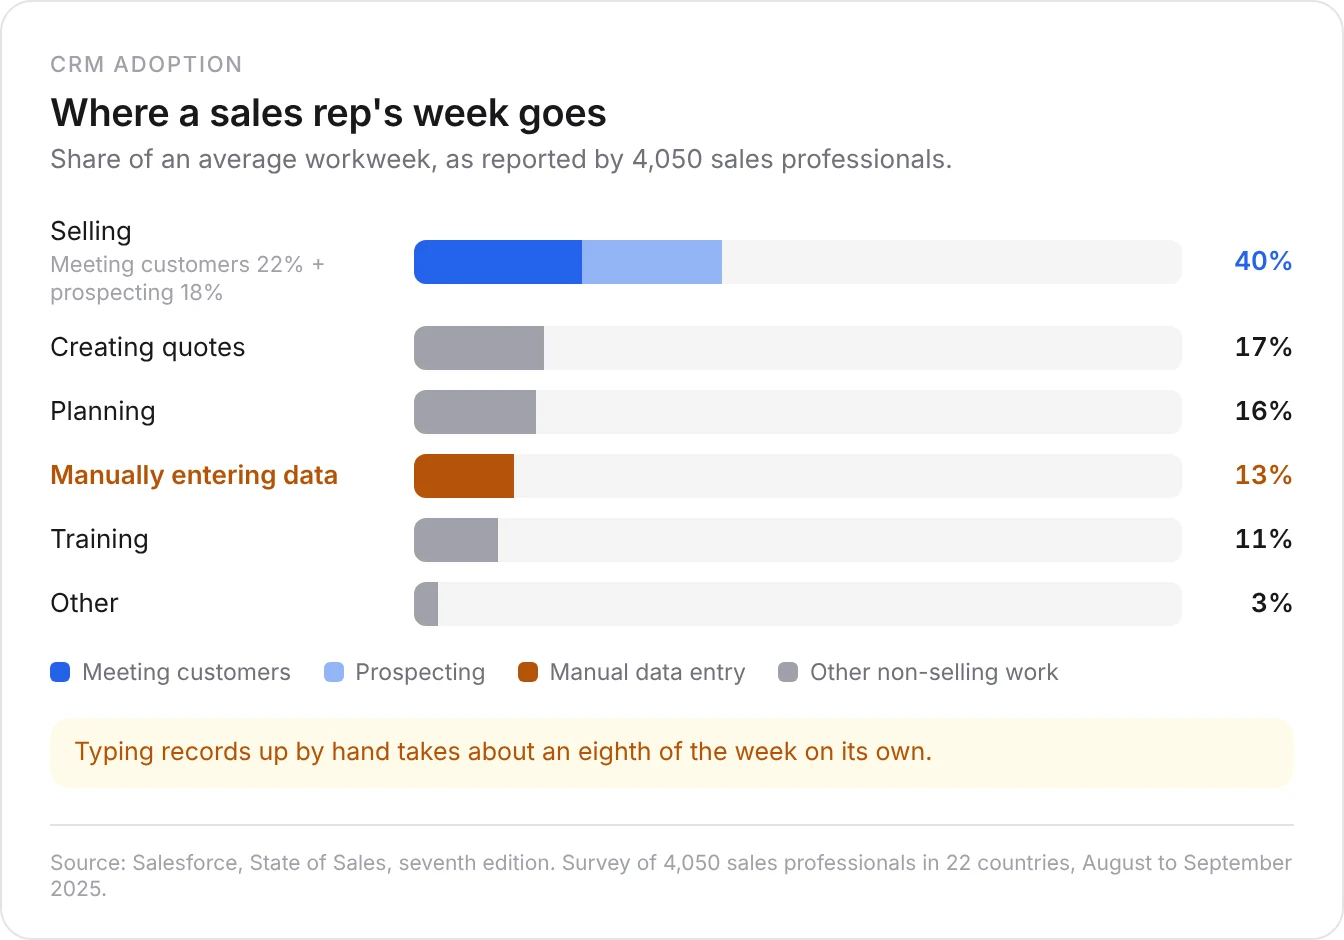 CRM ADOPTION
Where a sales rep's week goes
Share of an average workweek, as reported by 4,050 sales professionals.
Selling
Meeting customers 22% +
prospecting 18%
40%
Creating quotes
17%
Planning
16%
Manually entering data
13%
Training
11%
Other
3%
Meeting customers
Prospecting
Manual data entry
Other non-selling work
Typing records up by hand takes about an eighth of the week on its own.
Source: Salesforce, State of Sales, seventh edition. Survey of 4,050 sales professionals in 22 countries, August to September
2025.